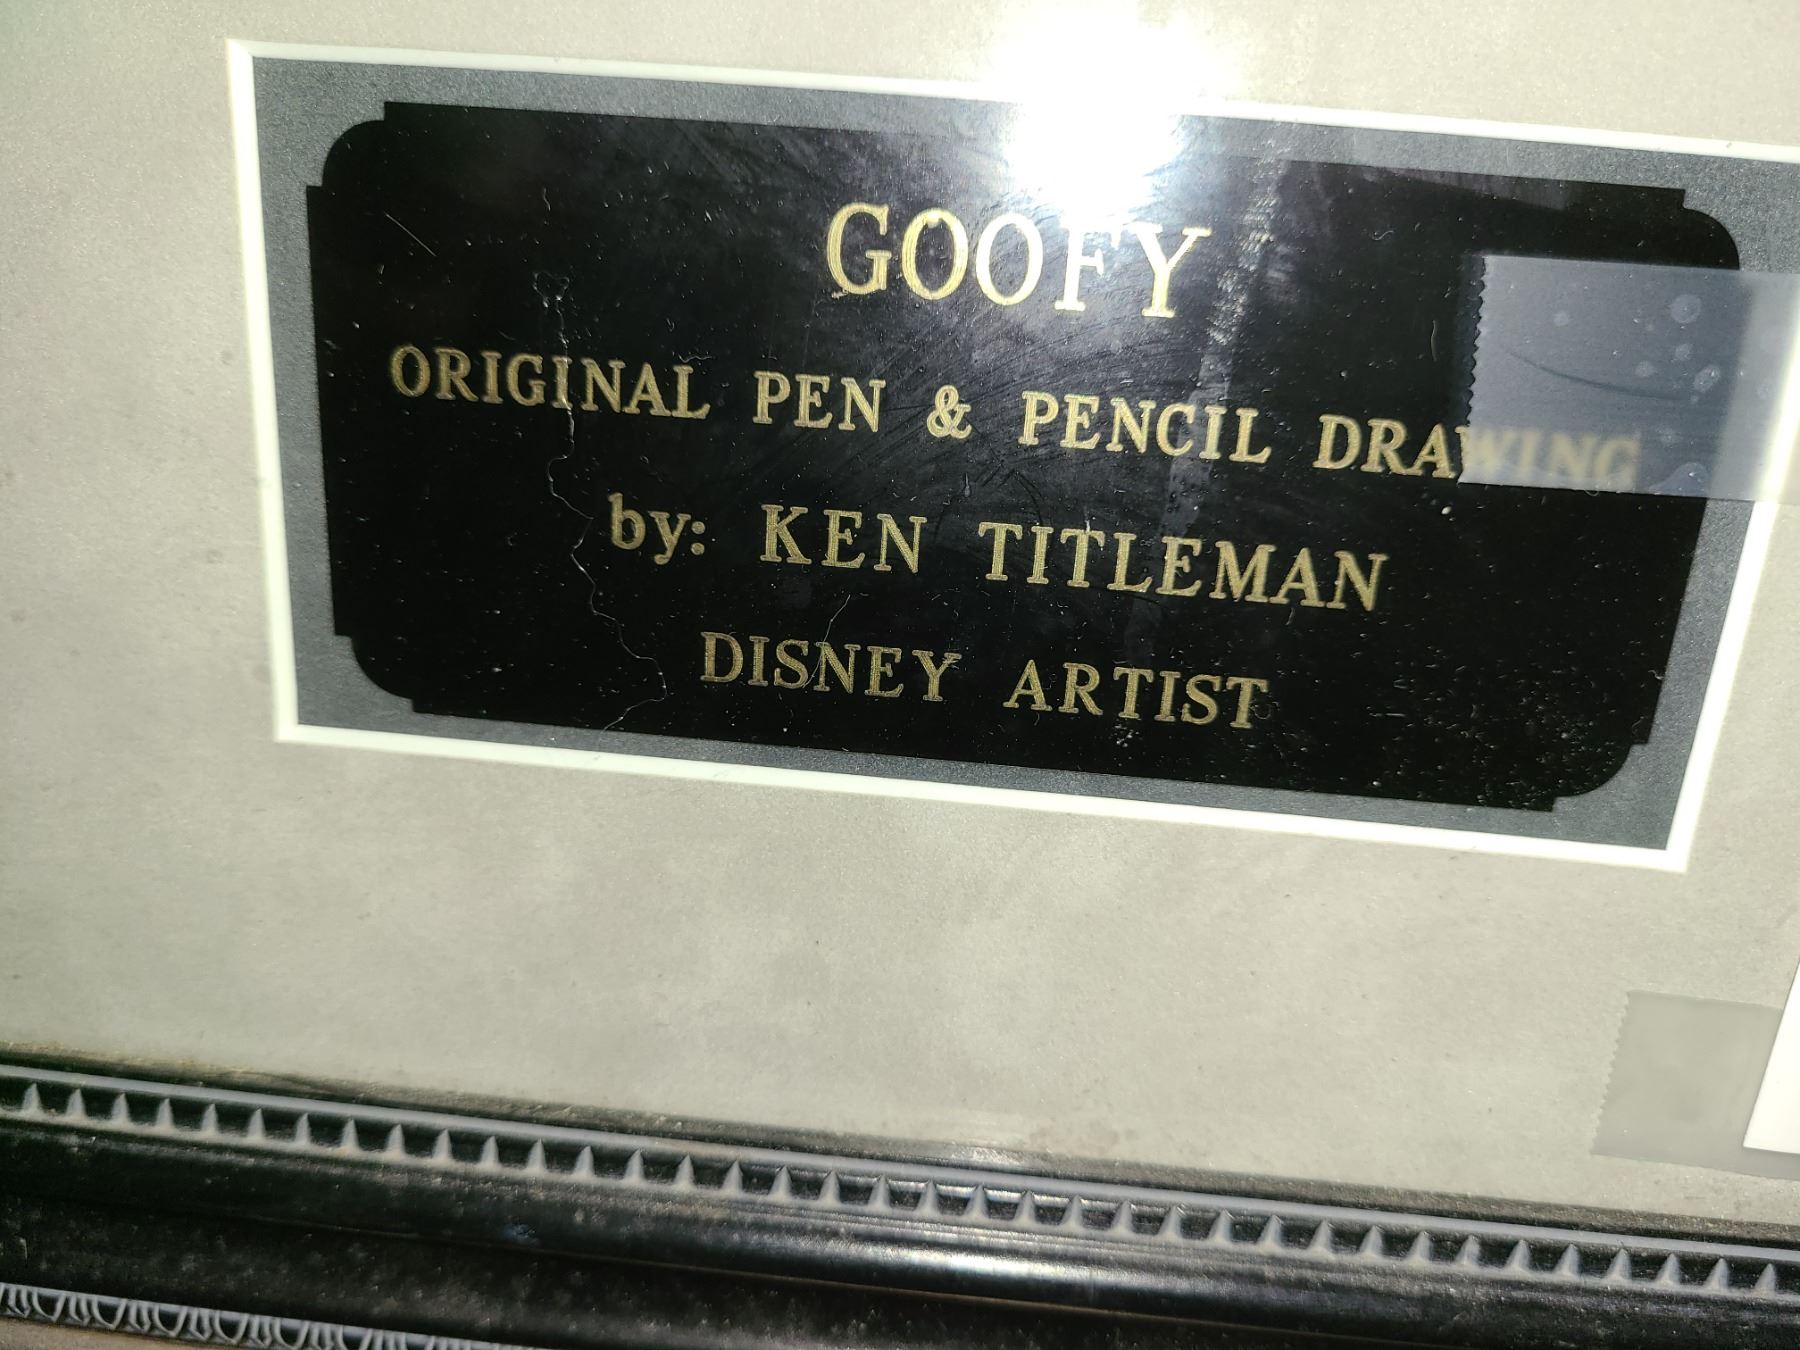 GOOFY
ORIGINAL PEN & PENCIL DRAWING
by: KEN TITLEMAN
DISNEY ARTIST